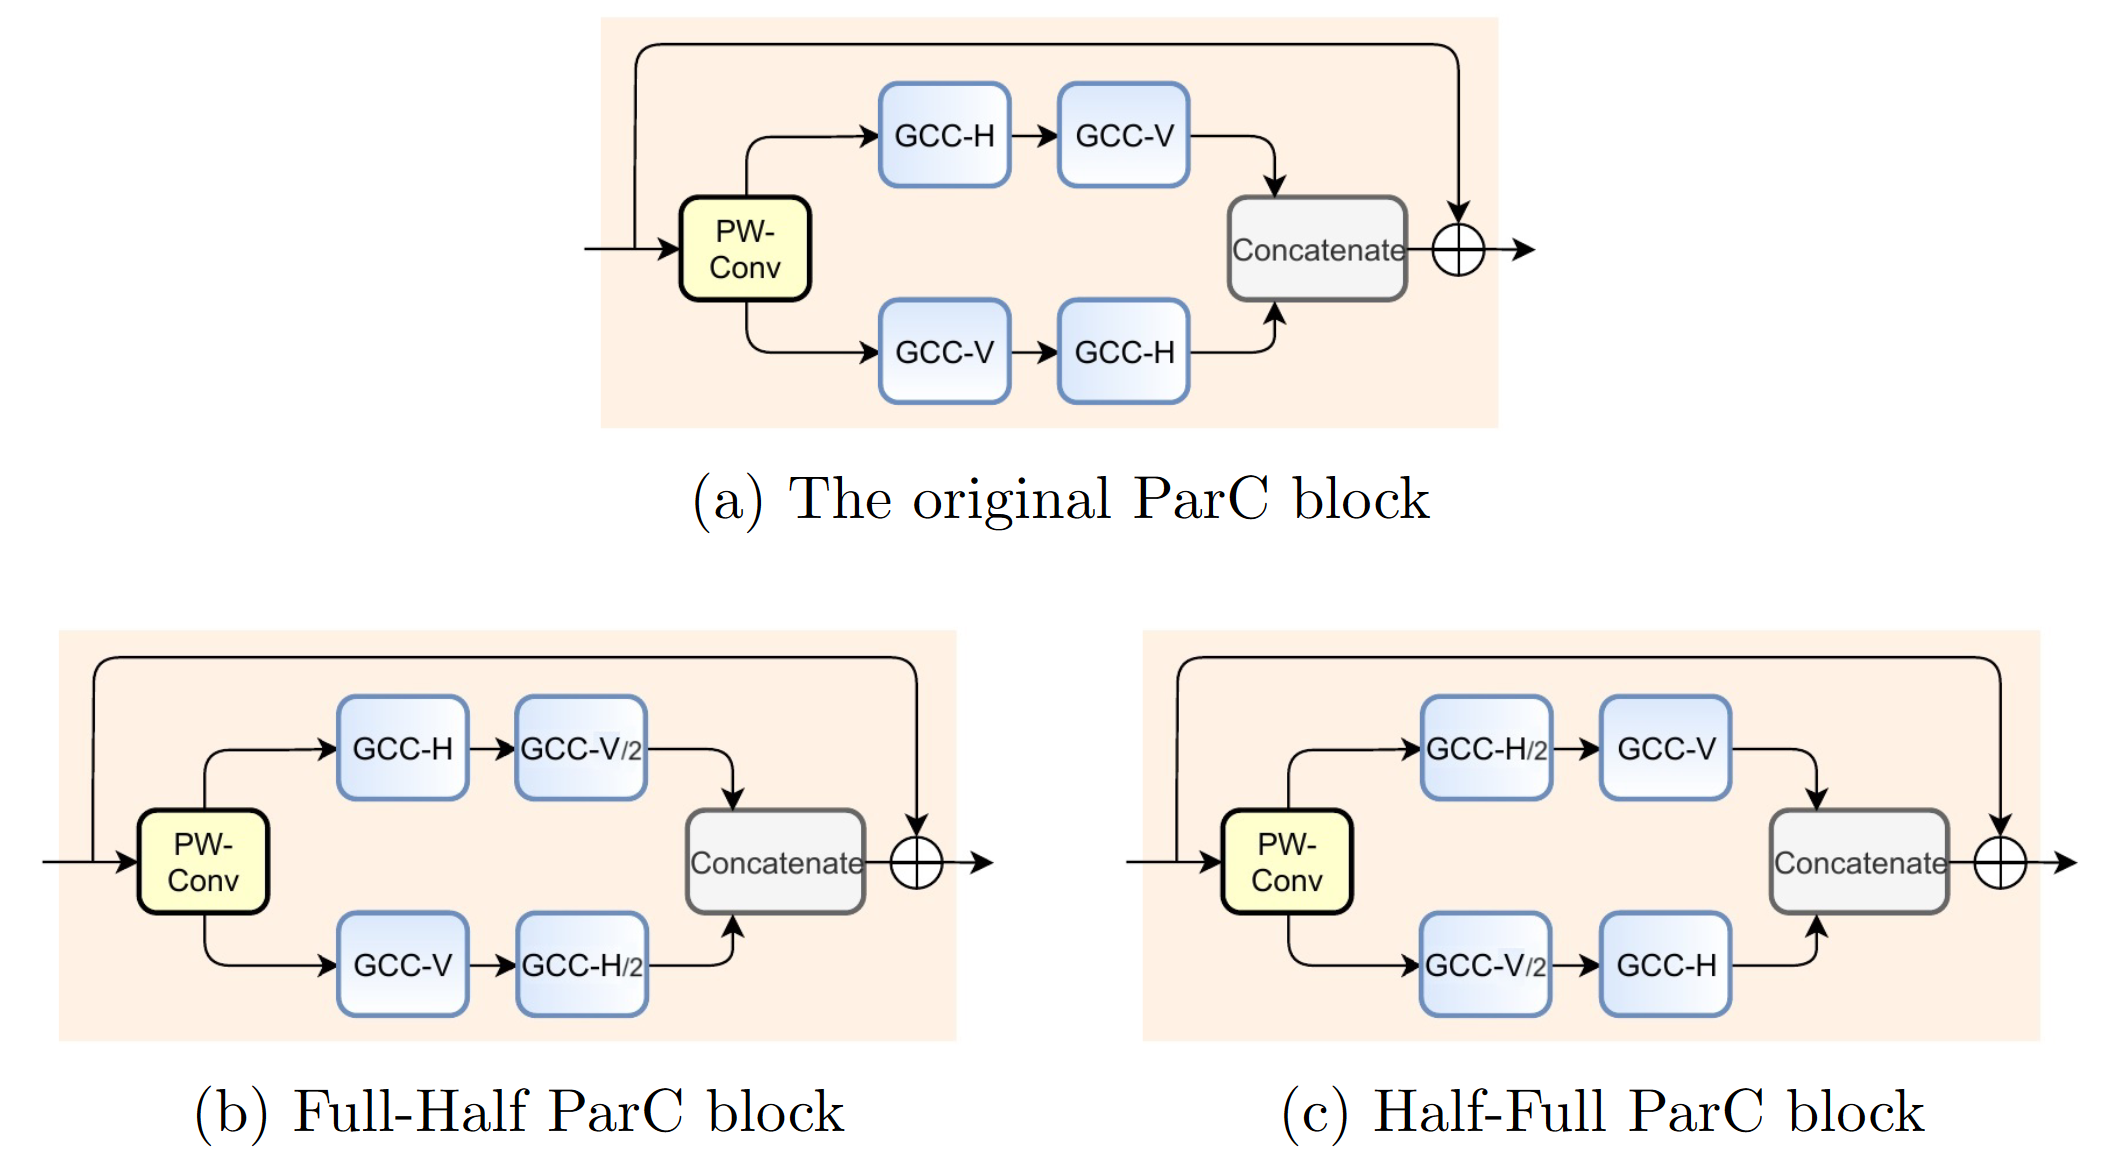 GCC-H
GCC-V
PW-
Conv
Concatenate
GCC-V
GCC-H
(a) The original ParC block
GCC-H
GCC-V/2
PW-
Conv
Concatenate
GCC-V
GCC-H/2
(b) Full-Half ParC block
GCC-H/2
GCC-V
PW-
Conv
Concatenate
GCC-V/2
GCC-H
(c) Half-Full ParC block